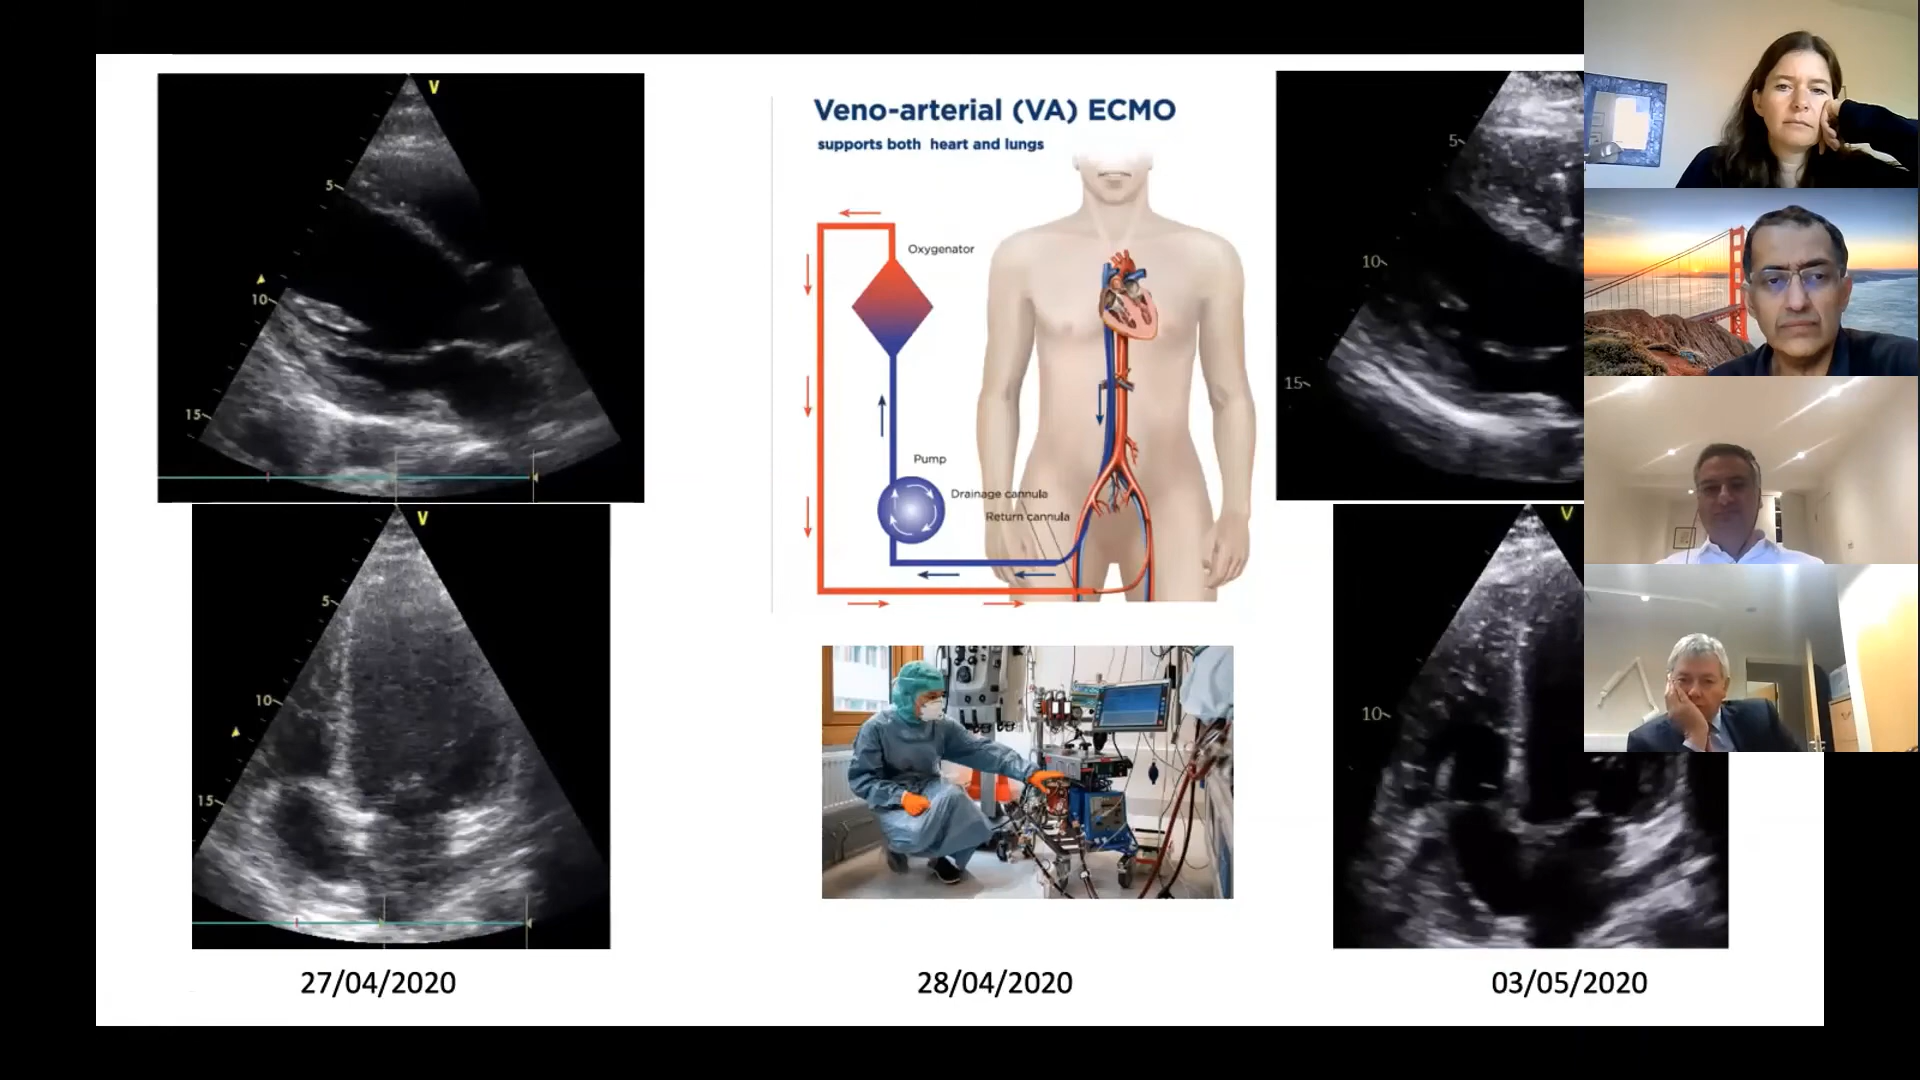 V
5
10
15
V
5
10
15
27/04/2020
Veno-arterial (VA) ECMO
supports both heart and lungs
Oxygenator
Pump
Drainage cannula
Return cannula
28/04/2020
5
10
15
V
10
03/05/2020